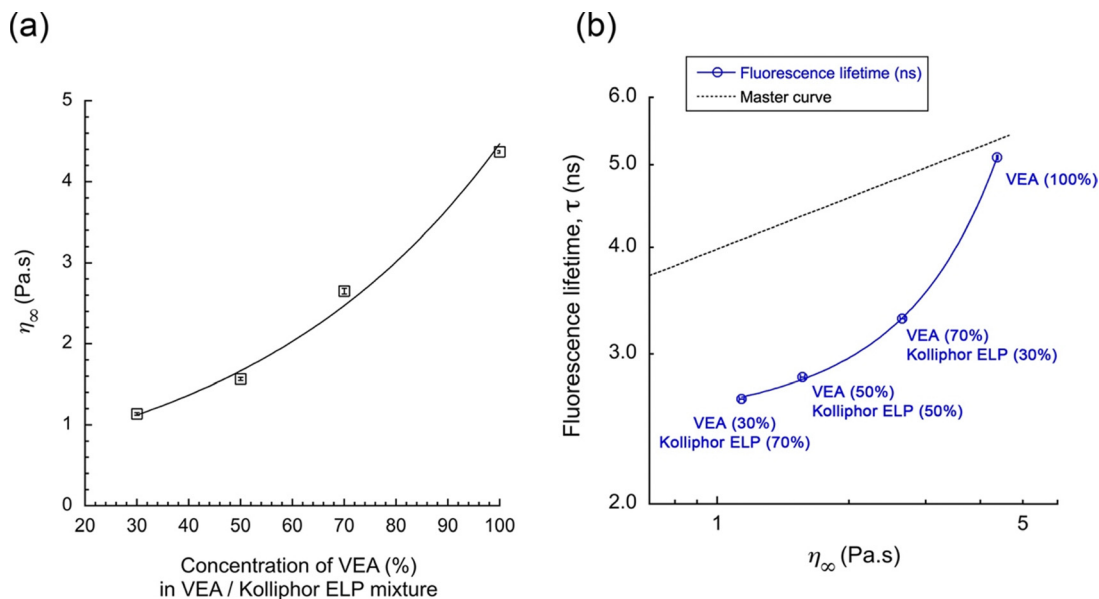 (a)
5
4
3
2
1
0
η∞ (Pa.s)
20 30 40 50 60 70 80 90 100
Concentration of VEA (%)
in VEA / Kolliphor ELP mixture
(b)
Fluorescence lifetime (ns)
Master curve
6.0
5.0
4.0
3.0
2.0
Fluorescence lifetime, τ (ns)
VEA (100%)
VEA (70%)
Kolliphor ELP (30%)
VEA (50%)
Kolliphor ELP (50%)
VEA (30%)
Kolliphor ELP (70%)
1 5
η∞ (Pa.s)